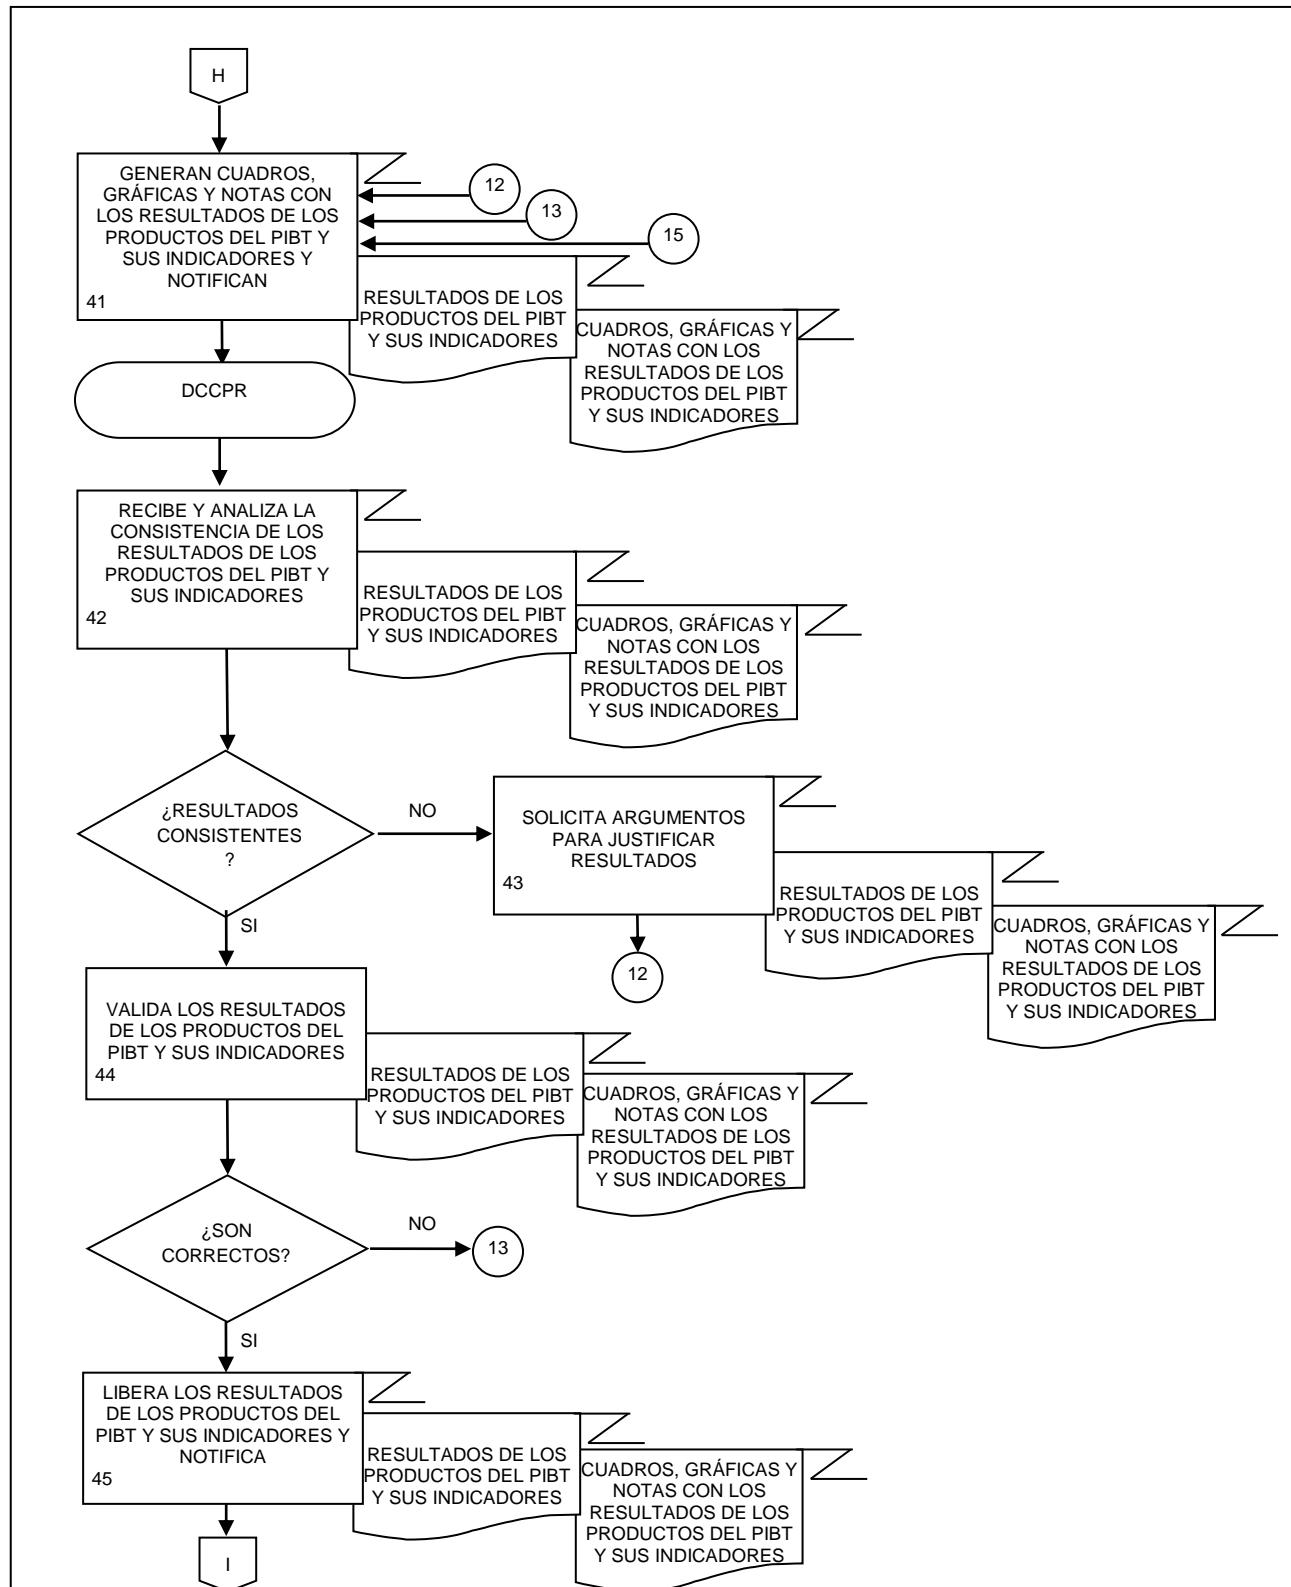 H
GENERAN CUADROS,
GRÁFICAS Y NOTAS CON
LOS RESULTADOS DE LOS
PRODUCTOS DEL PIBT Y
SUS INDICADORES Y
NOTIFICAN
41
12
13
15
RESULTADOS DE LOS
PRODUCTOS DEL PIBT
Y SUS INDICADORES
CUADROS, GRÁFICAS Y
NOTAS CON LOS
RESULTADOS DE LOS
PRODUCTOS DEL PIBT
Y SUS INDICADORES
DCCPR
RECIBE Y ANALIZA LA
CONSISTENCIA DE LOS
RESULTADOS DE LOS
PRODUCTOS DEL PIBT Y
SUS INDICADORES
42
RESULTADOS DE LOS
PRODUCTOS DEL PIBT
Y SUS INDICADORES
CUADROS, GRÁFICAS Y
NOTAS CON LOS
RESULTADOS DE LOS
PRODUCTOS DEL PIBT
Y SUS INDICADORES
¿RESULTADOS
CONSISTENTES
?
NO
SOLICITA ARGUMENTOS
PARA JUSTIFICAR
RESULTADOS
43
RESULTADOS DE LOS
PRODUCTOS DEL PIBT
Y SUS INDICADORES
CUADROS, GRÁFICAS Y
NOTAS CON LOS
RESULTADOS DE LOS
PRODUCTOS DEL PIBT
Y SUS INDICADORES
12
SI
VALIDA LOS RESULTADOS
DE LOS PRODUCTOS DEL
PIBT Y SUS INDICADORES
44
RESULTADOS DE LOS
PRODUCTOS DEL PIBT
Y SUS INDICADORES
CUADROS, GRÁFICAS Y
NOTAS CON LOS
RESULTADOS DE LOS
PRODUCTOS DEL PIBT
Y SUS INDICADORES
¿SON
CORRECTOS?
NO
13
SI
LIBERA LOS RESULTADOS
DE LOS PRODUCTOS DEL
PIBT Y SUS INDICADORES Y
NOTIFICA
45
RESULTADOS DE LOS
PRODUCTOS DEL PIBT
Y SUS INDICADORES
CUADROS, GRÁFICAS Y
NOTAS CON LOS
RESULTADOS DE LOS
PRODUCTOS DEL PIBT
Y SUS INDICADORES
I